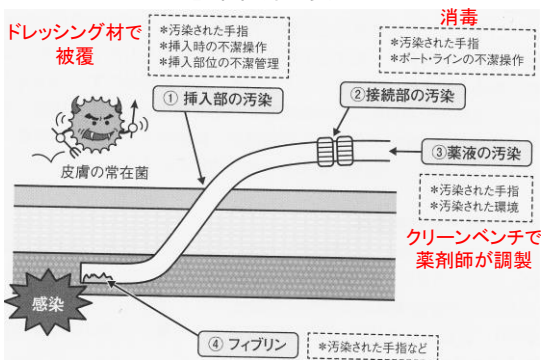 ドレッシング材で
被覆
*汚染された手指
*挿入時の不潔操作
*挿入部位の不潔管理
消毒
*汚染された手指
*ポート・ラインの不潔操作
① 挿入部の汚染
②接続部の汚染
③薬液の汚染
*汚染された手指
*汚染された環境
クリーンベンチで
薬剤師が調製
皮膚の常在菌
感染
④ フィブリン
*汚染された手指など